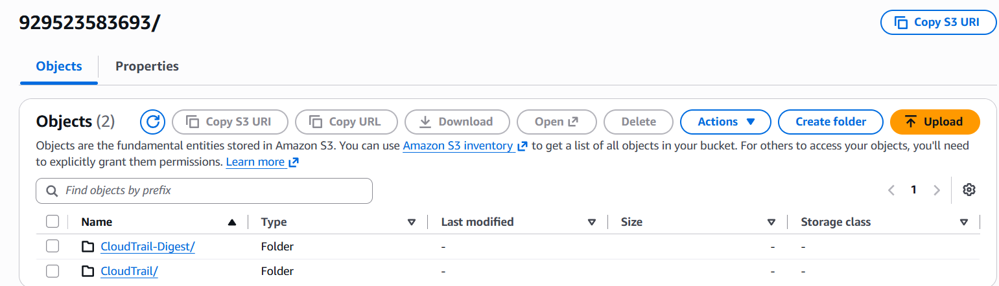 929523583693/
Copy S3 URI
Objects
Properties
Objects (2)
Copy S3 URI
Copy URL
Download
Open
Delete
Actions
Create folder
Upload
Objects are the fundamental entities stored in Amazon S3. You can use Amazon S3 inventory to get a list of all objects in your bucket. For others to access your objects, you'll need
to explicitly grant them permissions. Learn more
Find objects by prefix
1
Name
Type
Last modified
Size
Storage class
CloudTrail-Digest/
Folder
-
-
-
CloudTrail/
Folder
-
-
-